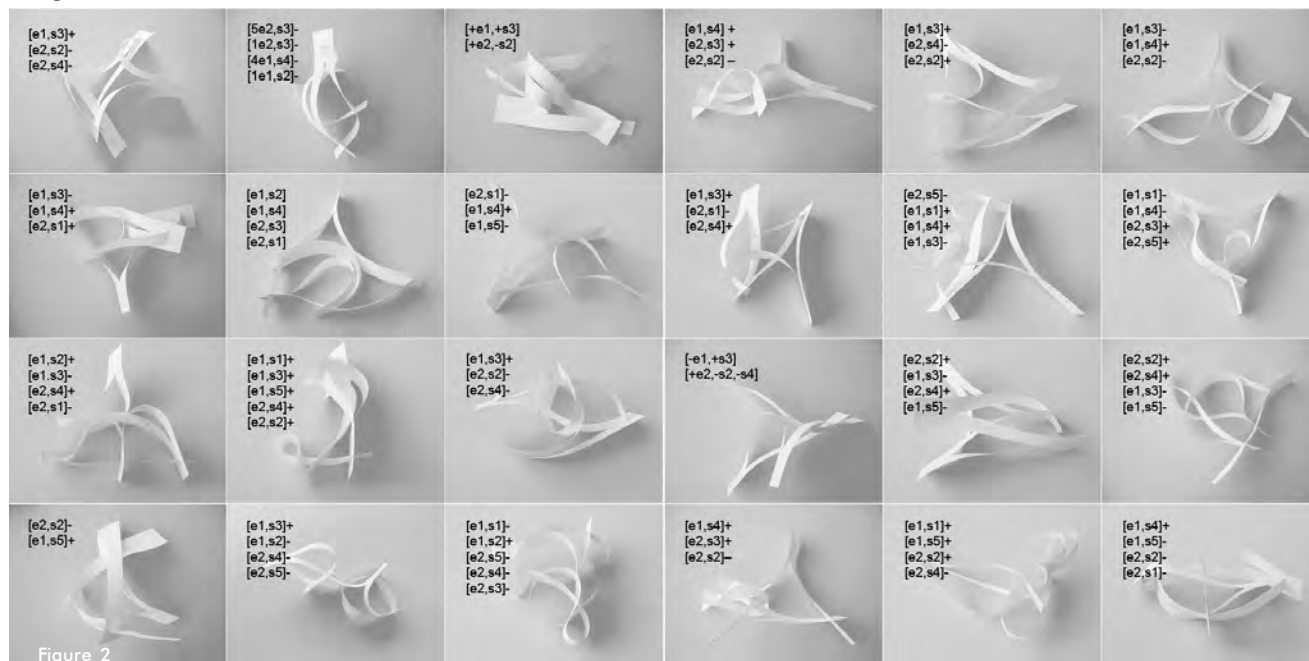 [e1,s3]+
[e2,s2]-
[e2,s4]-
[5e2,s3]-
[1e2,s3]-
[4e1,s4]-
[1e1,s2]-
[+e1,+s3]
[+e2,-s2]
[e1,s4] +
[e2,s3] +
[e2,s2] –
[e1,s3]+
[e2,s4]-
[e2,s2]+
[e1,s3]-
[e1,s4]+
[e2,s2]-
[e1,s3]-
[e1,s4]+
[e2,s1]+
[e1,s2]
[e1,s4]
[e2,s3]
[e2,s1]
[e2,s1]-
[e1,s4]+
[e1,s5]-
[e1,s3]+
[e2,s1]-
[e2,s4]+
[e2,s5]-
[e1,s1]+
[e1,s4]+
[e1,s3]-
[e1,s1]-
[e1,s4]-
[e2,s3]+
[e2,s5]+
[e1,s2]+
[e1,s3]-
[e2,s4]+
[e2,s1]-
[e1,s1]+
[e1,s3]+
[e1,s5]+
[e2,s4]+
[e2,s2]+
[e1,s3]+
[e2,s2]-
[e2,s4]-
[-e1,+s3]
[+e2,-s2,-s4]
[e2,s2]+
[e1,s3]-
[e2,s4]+
[e1,s5]-
[e2,s2]+
[e2,s4]+
[e1,s3]-
[e1,s5]-
[e2,s2]-
[e1,s5]+
[e1,s3]+
[e1,s2]-
[e2,s4]-
[e2,s5]-
[e1,s1]-
[e1,s2]+
[e2,s5]-
[e2,s4]-
[e2,s3]-
[e1,s4]+
[e2,s3]+
[e2,s2]–
[e1,s1]+
[e1,s5]+
[e2,s2]+
[e2,s4]-
[e1,s4]+
[e1,s5]-
[e2,s2]-
[e2,s1]-
Figure 2